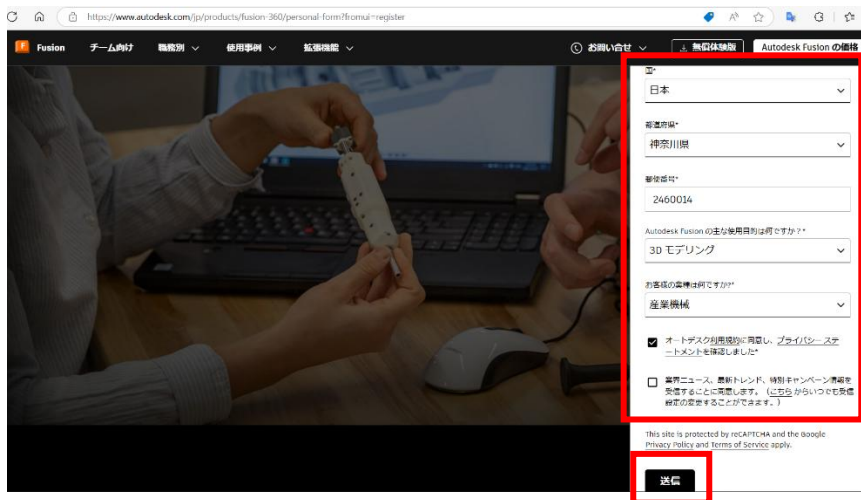 https://www.autodesk.com/jp/products/fusion-360/personal-form?fromui=register
F Fusion チーム向け 職務別 使用事例 拡張機能 お問い合せ 無償体験版 Autodesk Fusion の価格
国*
日本
都道府県*
神奈川県
郵便番号*
2460014
Autodesk Fusion の主な使用目的は何ですか?*
3D モデリング
お客様の業種は何ですか?*
産業機械
オートデスク利用規約に同意し、プライバシー ステ
ートメントを確認しました*
業界ニュース、最新トレンド、特別キャンペーン情報を
受信することに同意します。(こちら からいつでも受信
設定の変更することができます。)
This site is protected by reCAPTCHA and the Google
Privacy Policy and Terms of Service apply.
送信